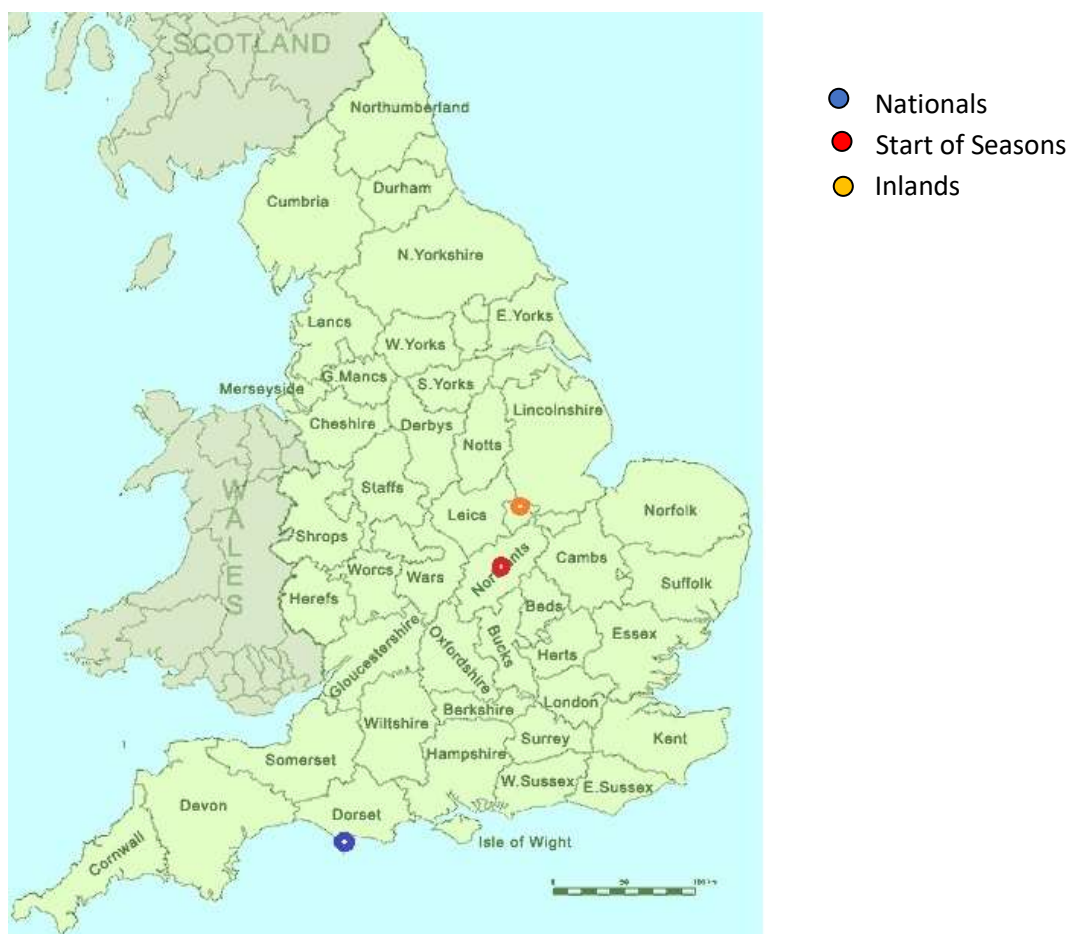 SCOTLAND
Northumberland
Nationals
Start of Seasons
Inlands
Durham
Cumbria
N.Yorkshire
E.Yorks
Lancs
W.Yorks
G.Mancs
S.Yorks
Merseyside
Lincolnshire
Cheshire
Derbys
Notts
Staffs
WALES
Leics
Norfolk
Shrops
Cambs
Worcs
Wars
Suffolk
Herefs
Beds
Essex
Gloucestershire
Oxfordshire
Bucks
Herts
London
Berkshire
Wiltshire
Kent
Surrey
Hampshire
Somerset
W.Sussex
E.Sussex
Devon
Dorset
Isle of Wight
Cornwall
0